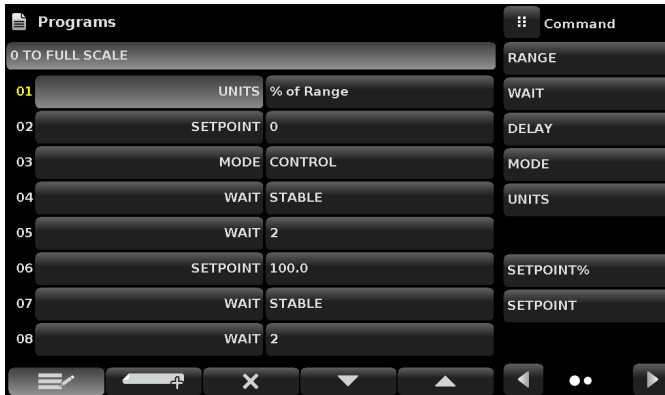 Programs
0 TO FULL SCALE
01 UNITS % of Range
02 SETPOINT 0
03 MODE CONTROL
04 WAIT STABLE
05 WAIT 2
06 SETPOINT 100.0
07 WAIT STABLE
08 WAIT 2
Command
RANGE
WAIT
DELAY
MODE
UNITS
SETPOINT%
SETPOINT